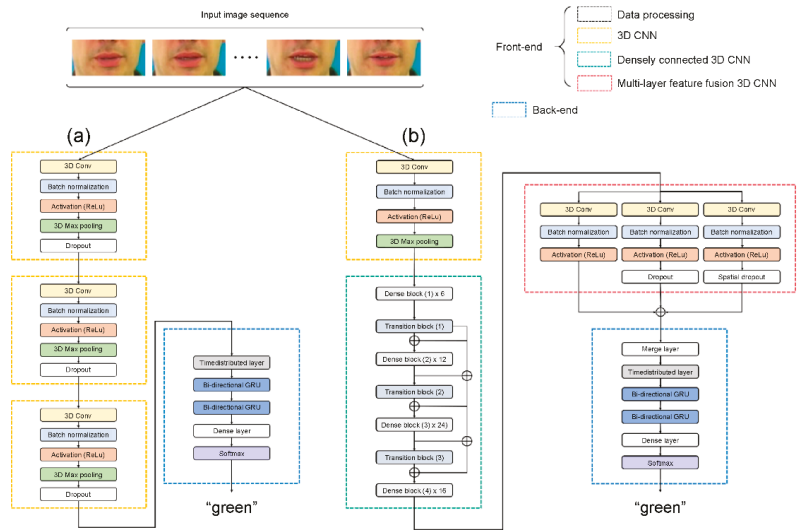 Input image sequence
Front-end
Data processing
3D CNN
Densely connected 3D CNN
Multi-layer feature fusion 3D CNN
Back-end
(a)
3D Conv
Batch normalization
Activation (ReLu)
3D Max pooling
Dropout
3D Conv
Batch normalization
Activation (ReLu)
3D Max pooling
Dropout
3D Conv
Batch normalization
Activation (ReLu)
3D Max pooling
Dropout
Timedistributed layer
Bi-directional GRU
Bi-directional GRU
Dense layer
Softmax
“green”
(b)
3D Conv
Batch normalization
Activation (ReLu)
3D Max pooling
Dense block (1) x 6
Transition block (1)
Dense block (2) x 12
Transition block (2)
Dense block (3) x 24)
Transition block (3)
Dense block (4) x 16
3D Conv
Batch normalization
Activation (ReLu)
3D Conv
Batch normalization
Activation (ReLu)
Dropout
3D Conv
Batch normalization
Activation (ReLu)
Spatial dropout
Merge layer
Timedistributed layer
Bi-directional GRU
Bi-directional GRU
Dense layer
Softmax
“green”